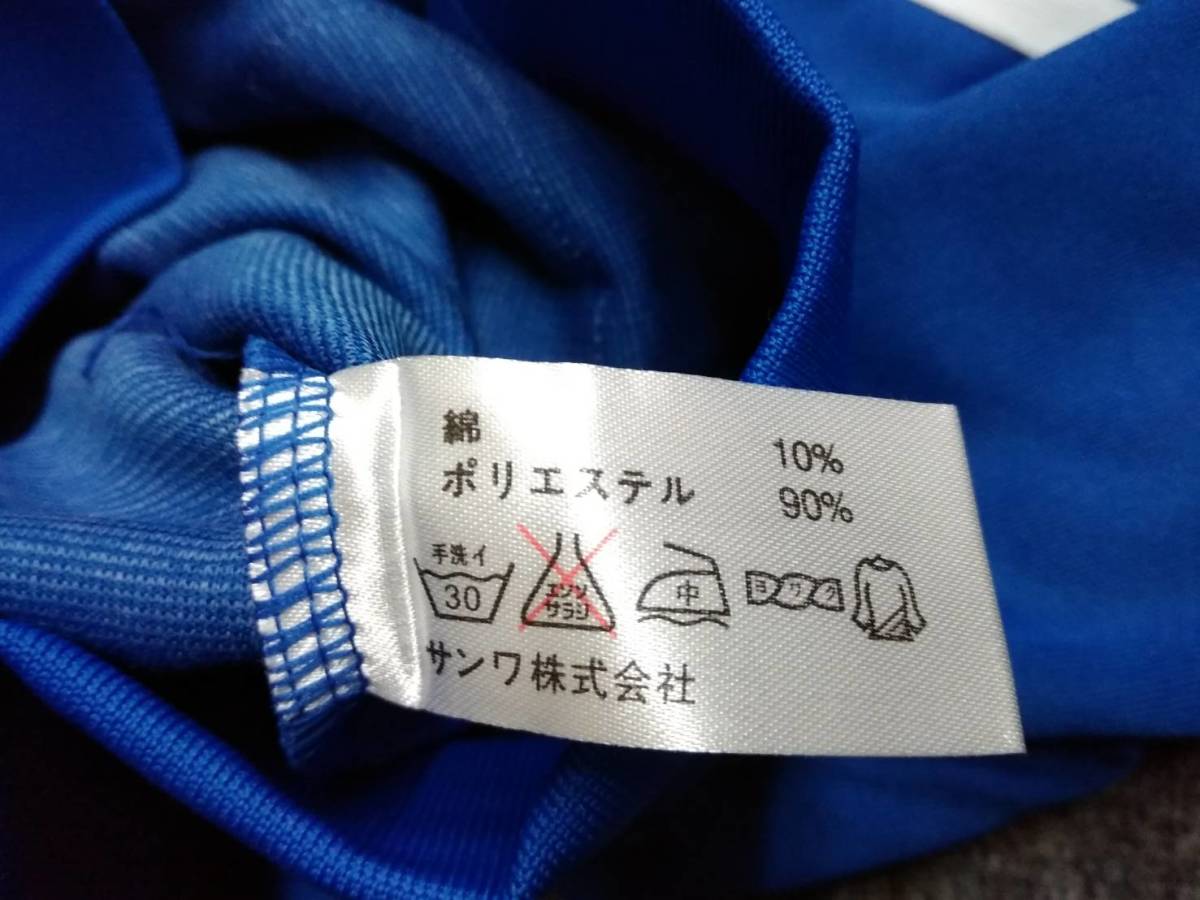 綿 10%
ポリエステル 90%
手洗イ
30
エンソ
サラシ
中
ヨワク
サンワ株式会社